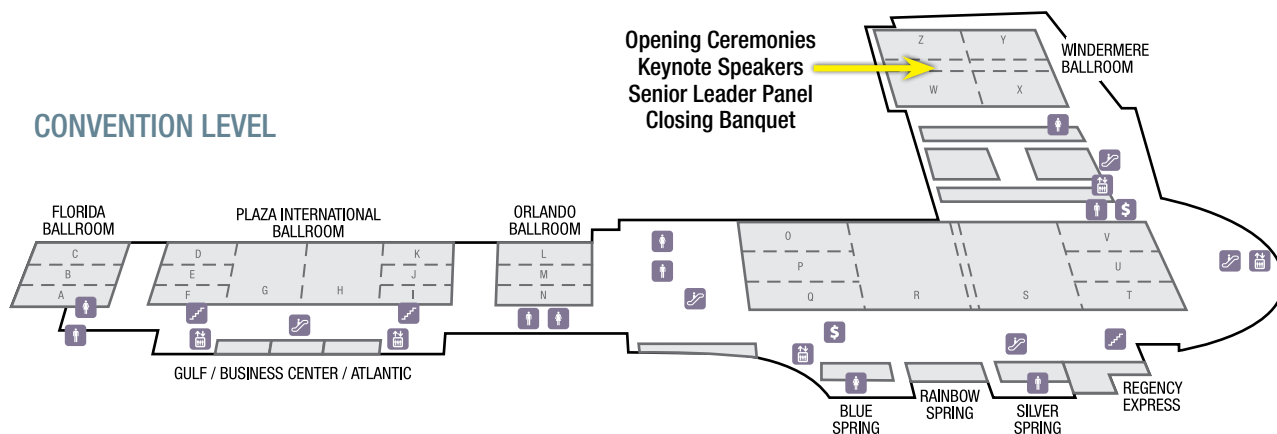 Opening Ceremonies
Keynote Speakers
Senior Leader Panel
Closing Banquet
WINDERMERE
BALLROOM
Z
Y
W
X
CONVENTION LEVEL
FLORIDA
BALLROOM
PLAZA INTERNATIONAL
BALLROOM
ORLANDO
BALLROOM
C
B
A
D
E
F
G
H
K
J
I
L
M
N
$
O
P
Q
R
S
V
U
T
$
GULF / BUSINESS CENTER / ATLANTIC
BLUE
SPRING
RAINBOW
SPRING
SILVER
SPRING
REGENCY
EXPRESS